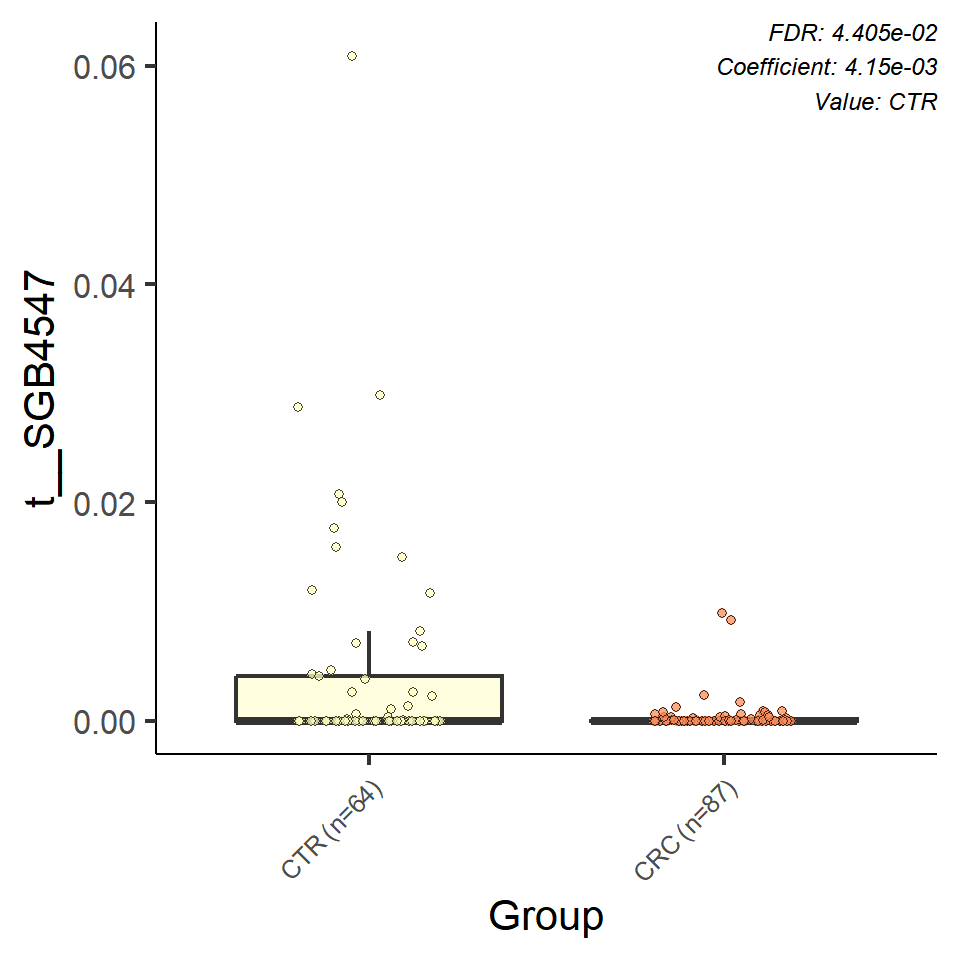 FDR: 4.405e-02
Coefficient: 4.15e-03
Value: CTR
t__SGB4547
0.06
0.04
0.02
0.00
CTR (n=64)
CRC (n=87)
Group